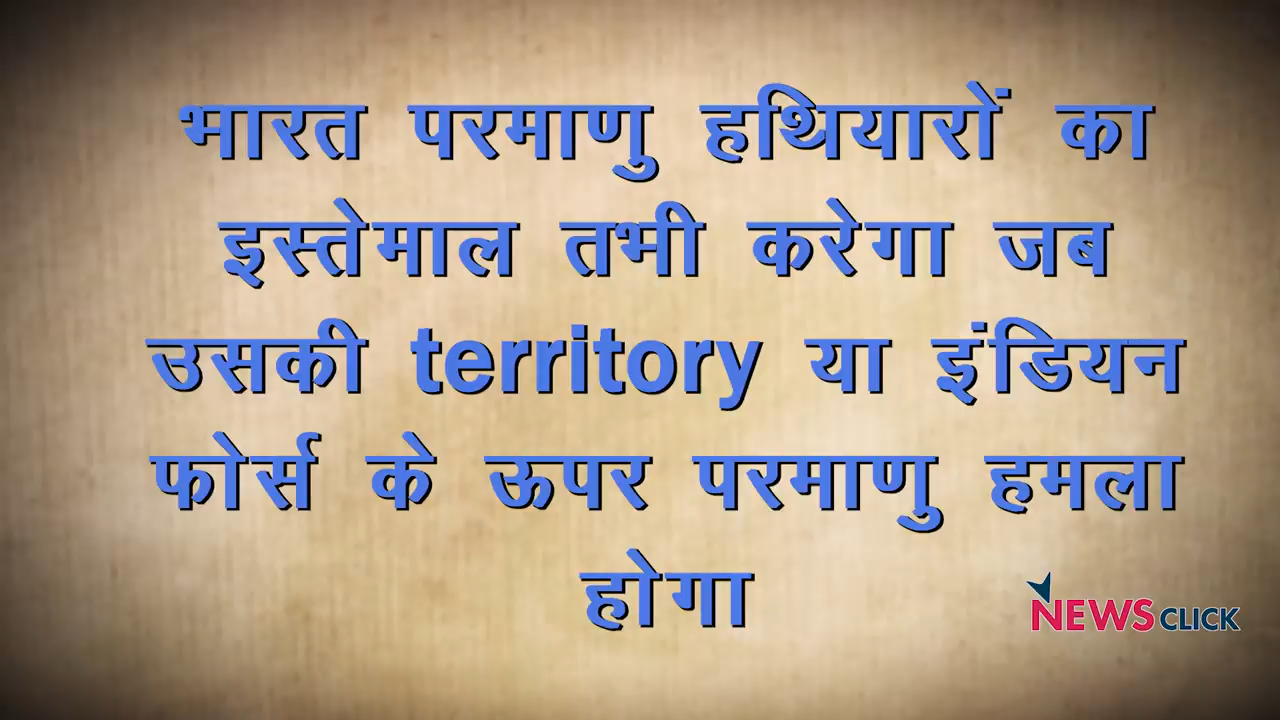 भारत परमाणु हथियारों का
इस्तेमाल तभी करेगा जब
उसकी territory या इंडियन
फोर्स के ऊपर परमाणु हमला
होगा
NEWSCLICK